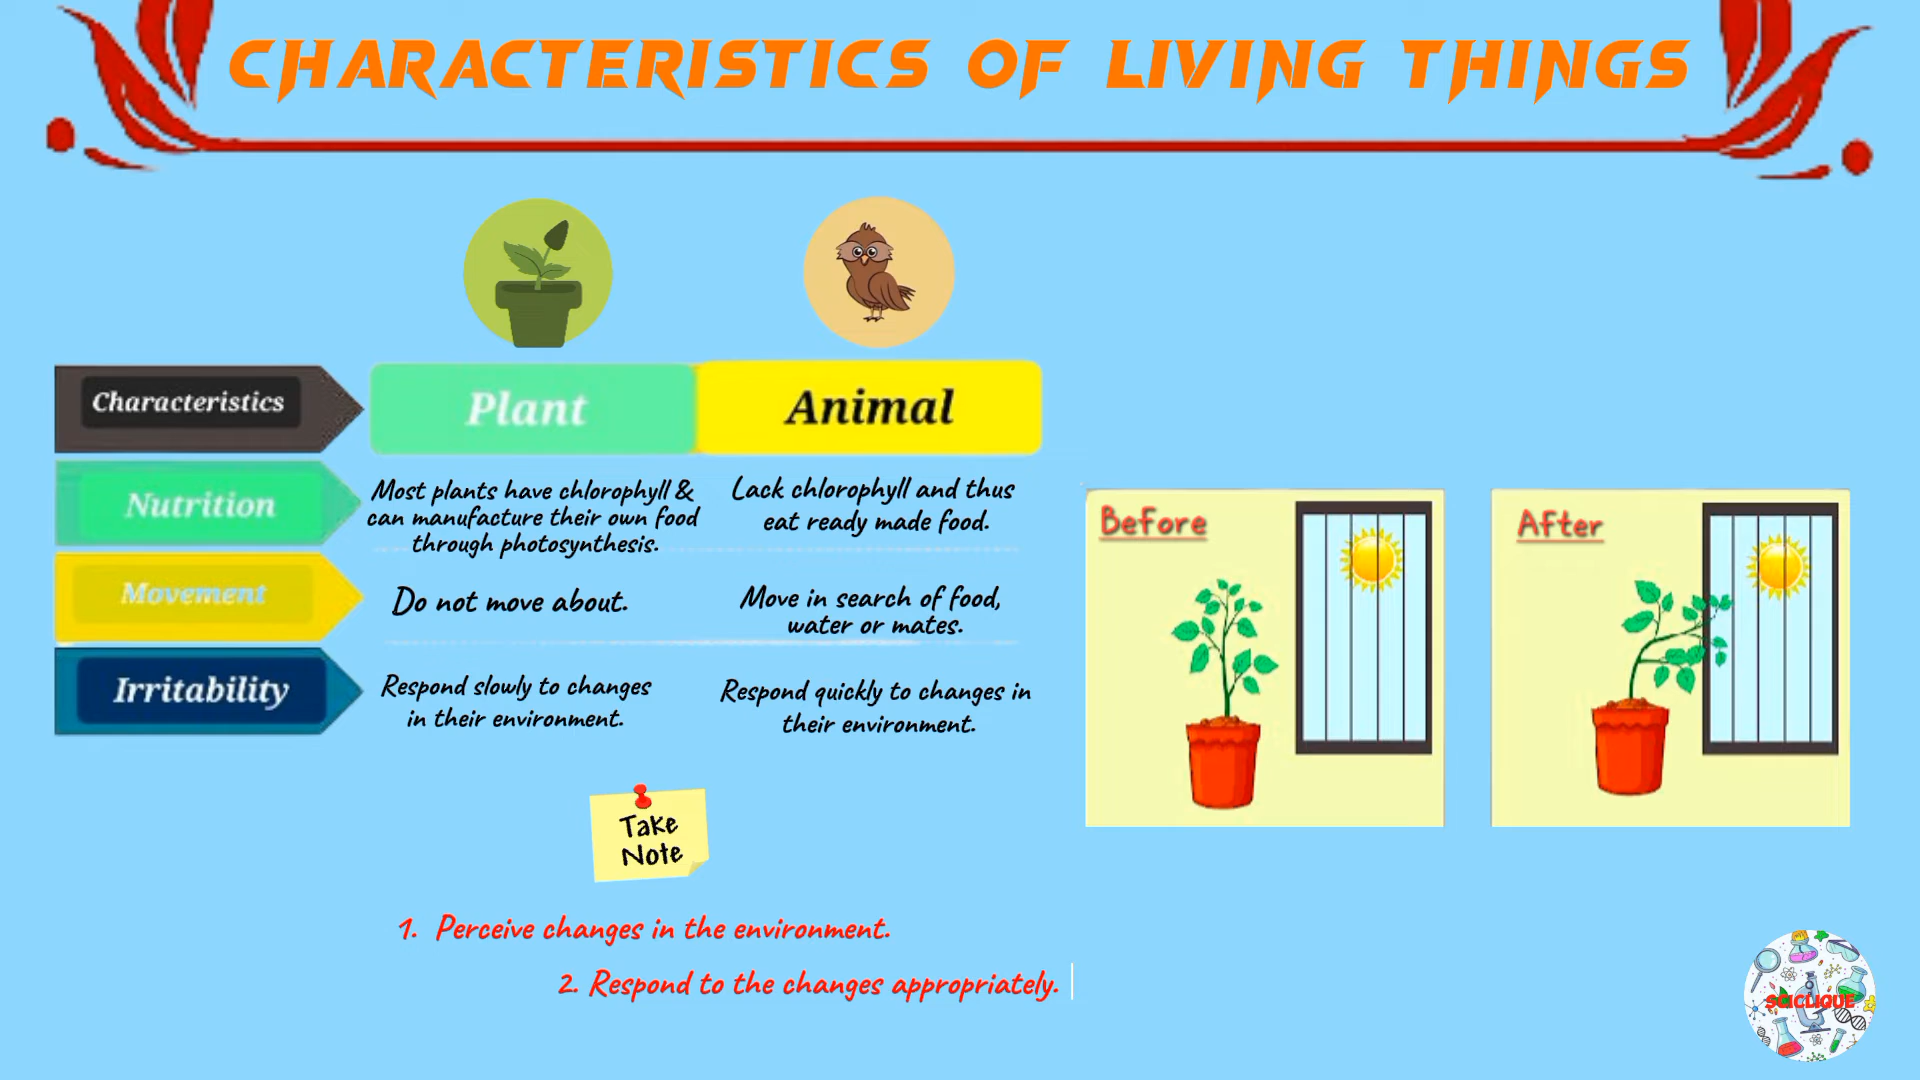 CHARACTERISTICS OF LIVING THINGS
Characteristics
Plant
Animal
Nutrition
Most plants have chlorophyll &
can manufacture their own food
through photosynthesis.
Lack chlorophyll and thus
eat ready made food.
Movement
Do not move about.
Move in search of food,
water or mates.
Irritability
Respond slowly to changes
in their environment.
Respond quickly to changes in
their environment.
Before
After
Take
Note
1. Perceive changes in the environment.
2. Respond to the changes appropriately.
SCICLIQUE